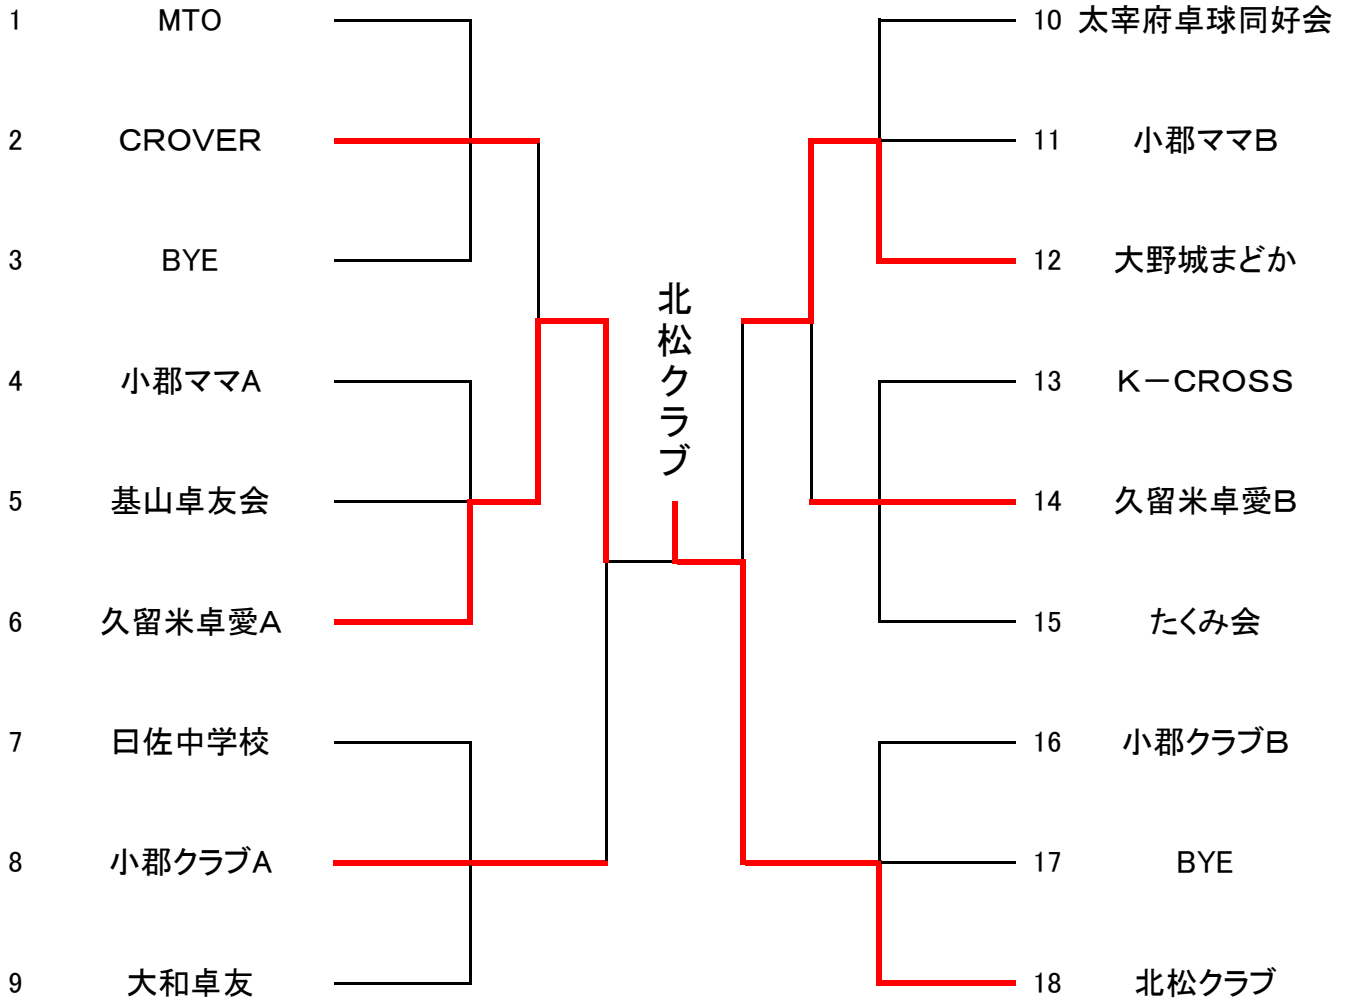 1 MTO
2 CROVER
3 BYE
4 小郡ママA
5 基山卓友会
6 久留米卓愛A
7 日佐中学校
8 小郡クラブA
9 大和卓友
北松クラブ
10 太宰府卓球同好会
11 小郡ママB
12 大野城まどか
13 K－CROSS
14 久留米卓愛B
15 たくみ会
16 小郡クラブB
17 BYE
18 北松クラブ